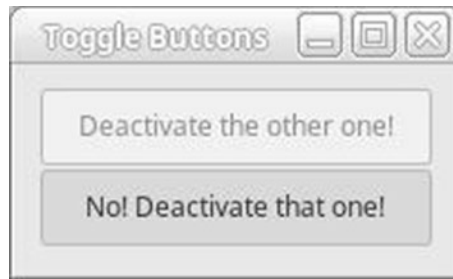 Toggle Buttons
Deactivate the other one!
No! Deactivate that one!